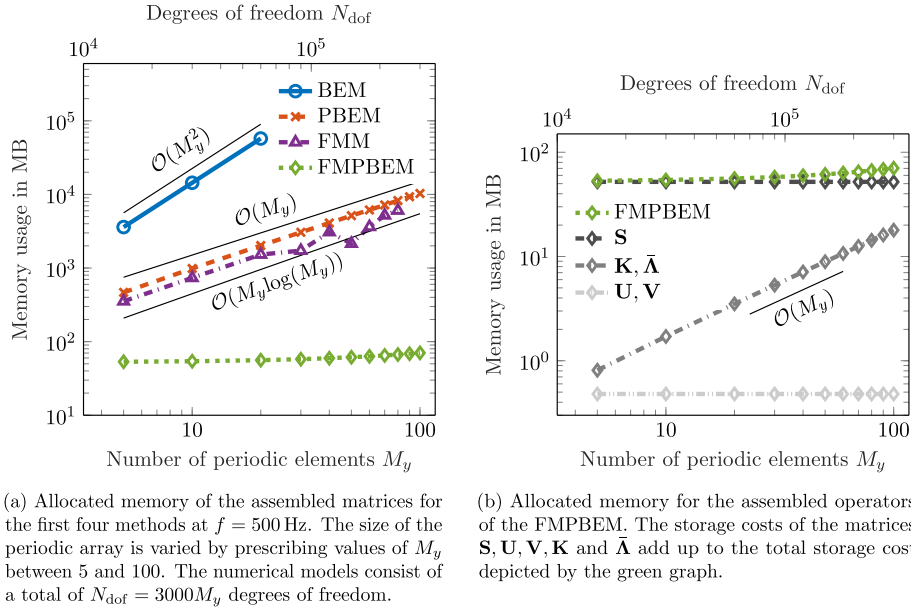 Degrees of freedom N_dof
10^4
10^5
Memory usage in MB
10^5
10^4
10^3
10^2
10^1
BEM
PBEM
FMM
FMPBEM
O(M_y^2)
O(M_y)
O(M_y log(M_y))
10
100
Number of periodic elements M_y
(a) Allocated memory of the assembled matrices for
the first four methods at f = 500 Hz. The size of the
periodic array is varied by prescribing values of M_y
between 5 and 100. The numerical models consist of
a total of N_dof = 3000M_y degrees of freedom.
Degrees of freedom N_dof
10^4
10^5
Memory usage in MB
10^2
10^1
10^0
FMPBEM
S
K, Λ̄
U, V
O(M_y)
10
100
Number of periodic elements M_y
(b) Allocated memory for the assembled operators
of the FMPBEM. The storage costs of the matrices
S, U, V, K and Λ̄ add up to the total storage cost
depicted by the green graph.